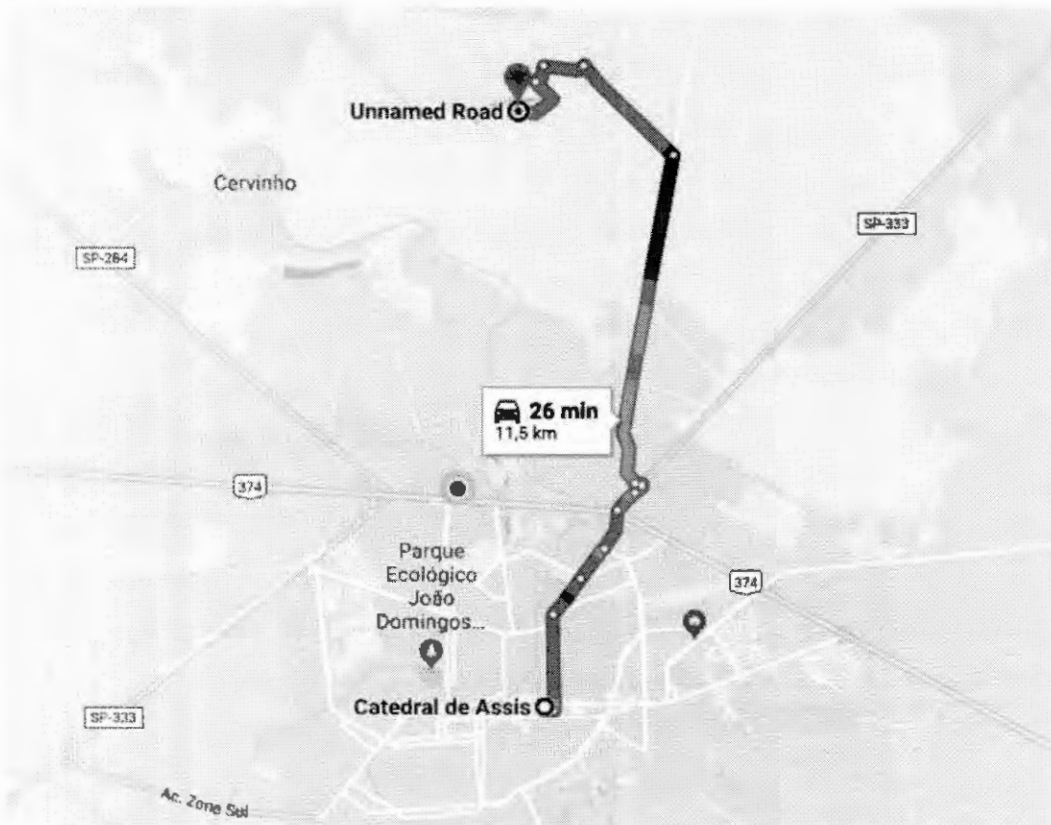 Unnamed Road
Cervinho
SP-333
SP-284
26 min
11,5 km
374
Parque
Ecológico
João
Domingos...
374
Catedral de Assis
SP-333
Ac. Zona Sul